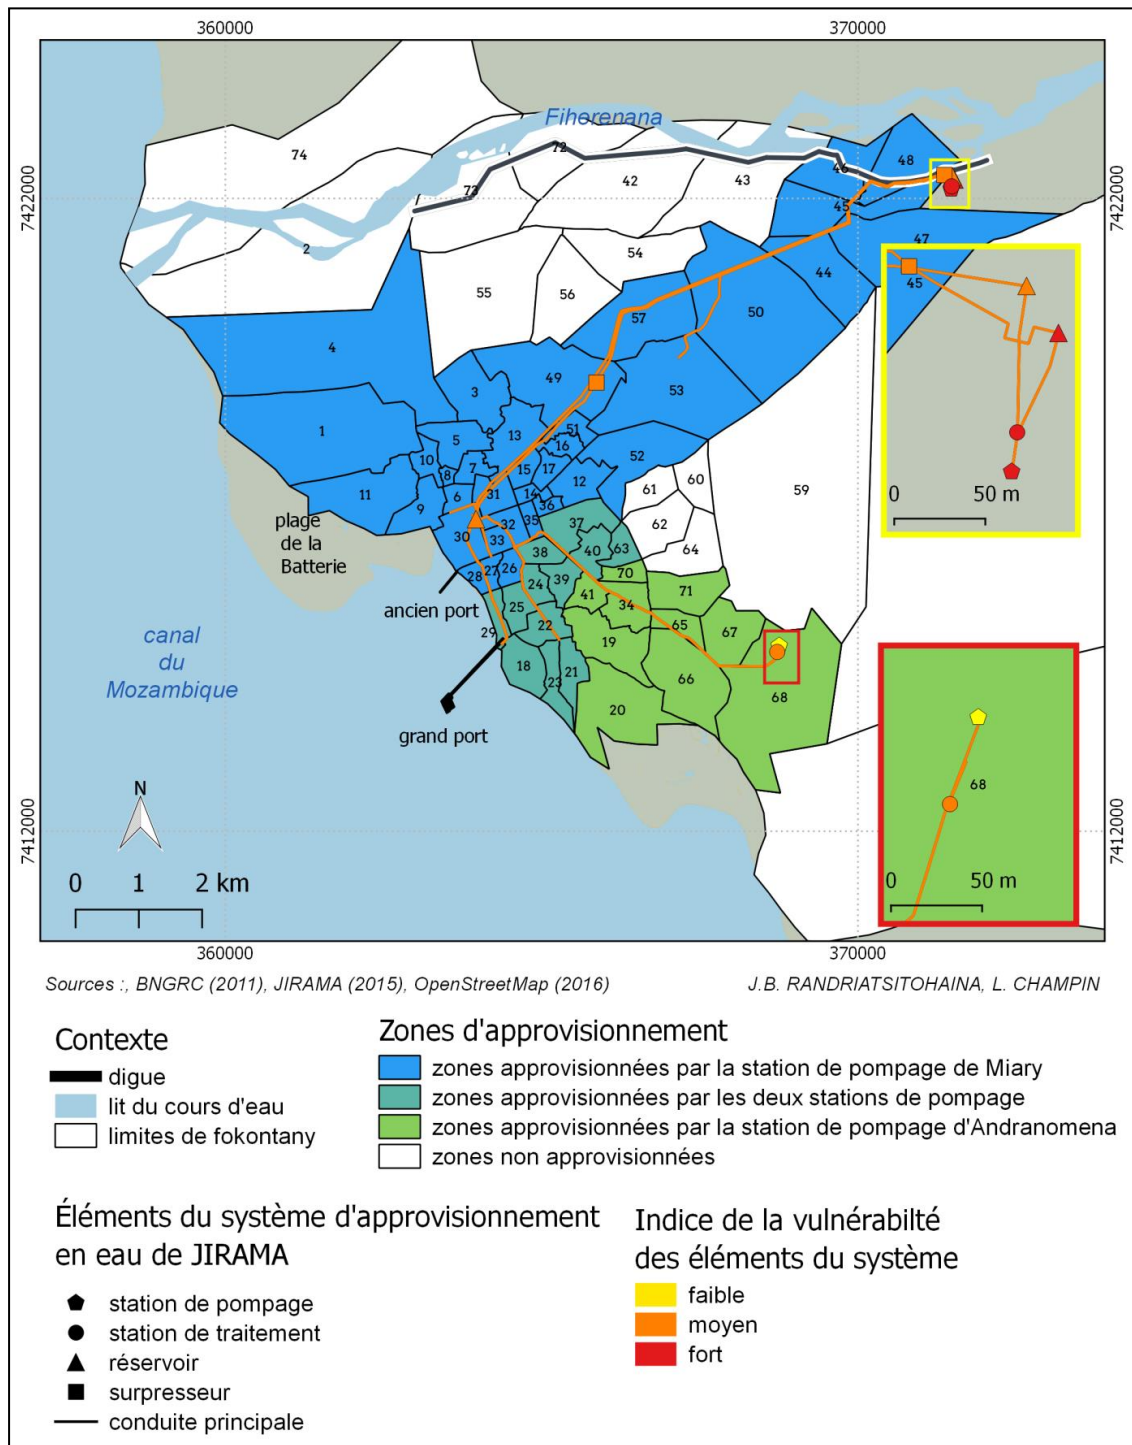 360000
370000
74
Fiherenana
72
42
43
46
48
73
45
7422000
7422000
2
54
47
44
45
55
56
57
50
4
49
53
3
1
13
51
5
16
10
7
15
17
52
8
12
11
6
31
14
61
60
59
0
50 m
9
36
30
32
35
37
62
33
plage
de la
Batterie
38
40
63
64
28
27
26
39
70
24
41
71
ancien port
25
34
29
22
65
67
canal
du
Mozambique
19
18
23
21
66
68
20
grand port
68
N
7412000
7412000
0
1
2 km
0
50 m
360000
370000
Sources :, BNGRC (2011), JIRAMA (2015), OpenStreetMap (2016)
J.B. RANDRIATSITOHAINA, L. CHAMPIN
Contexte
digue
lit du cours d'eau
limites de fokontany
Zones d'approvisionnement
zones approvisionnées par la station de pompage de Miary
zones approvisionnées par les deux stations de pompage
zones approvisionnées par la station de pompage d'Andranomena
zones non approvisionnées
Éléments du système d'approvisionnement
en eau de JIRAMA
station de pompage
station de traitement
réservoir
surpresseur
conduite principale
Indice de la vulnérabilté
des éléments du système
faible
moyen
fort